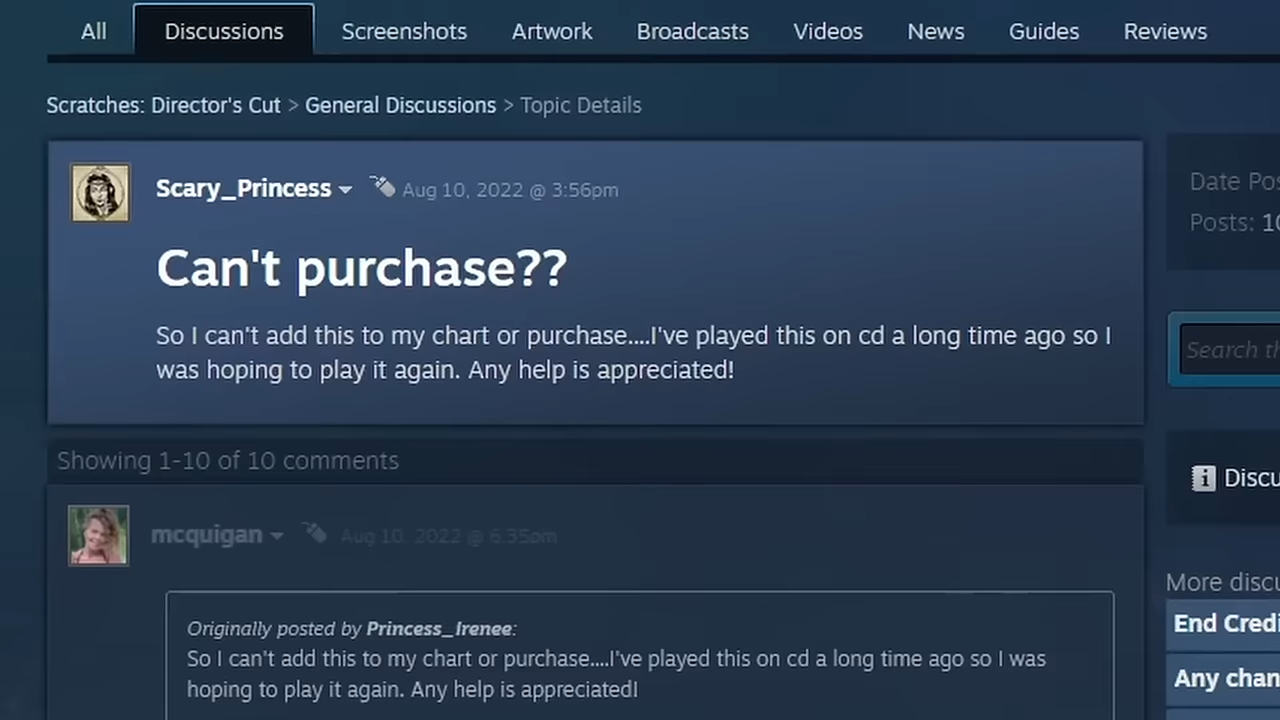 All Discussions Screenshots Artwork Broadcasts Videos News Guides Reviews
Scratches: Director's Cut > General Discussions > Topic Details
Scary_Princess Aug 10, 2022 @ 3:56pm
Can't purchase??
So I can't add this to my chart or purchase....I've played this on cd a long time ago so I
was hoping to play it again. Any help is appreciated!
Showing 1-10 of 10 comments
mcquigan Aug 10, 2022 @ 6:35pm
Originally posted by Princess_Irenee:
So I can't add this to my chart or purchase....I've played this on cd a long time ago so I was
hoping to play it again. Any help is appreciated!
Date
Posts:
Search
More
End
Any